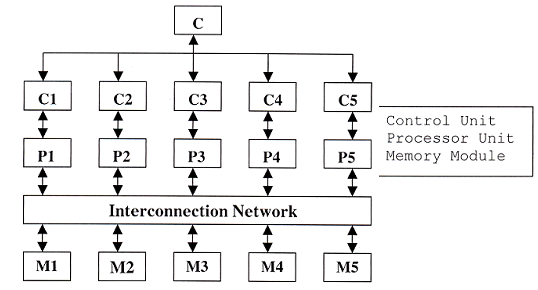 C
C1 C2 C3 C4 C5
Control Unit
Processor Unit
Memory Module
P1 P2 P3 P4 P5
Interconnection Network
M1 M2 M3 M4 M5